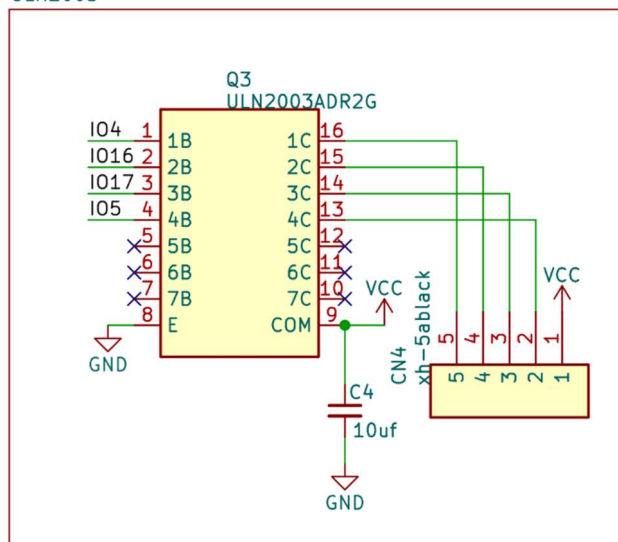 Q3
ULN2003ADR2G
IO4 1 1B 1C 16
IO16 2 2B 2C 15
IO17 3 3B 3C 14
IO5 4 4B 4C 13
5 5B 5C 12
6 6B 6C 11
7 7B 7C 10
8 E COM 9
GND
VCC
C4
10uf
GND
CN4
xh-5ablack
VCC
5 4 3 2 1
5 4 3 2 1